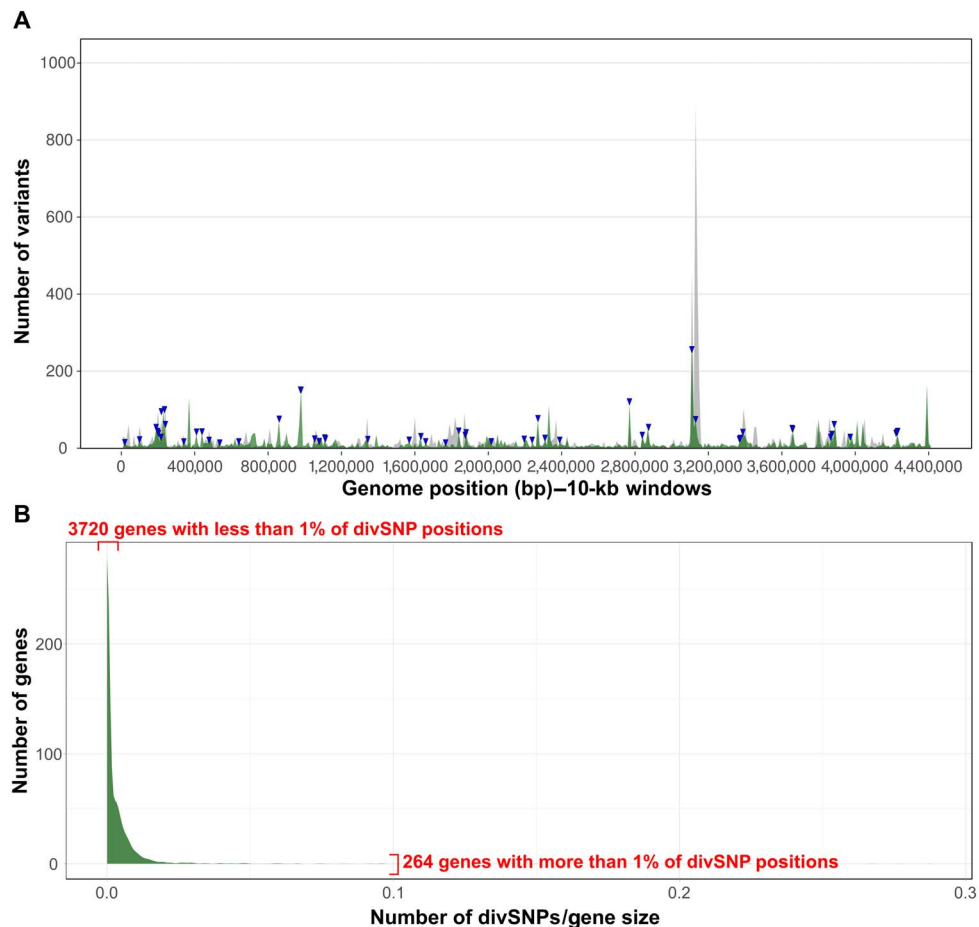 A
1000
800
600
400
200
0
Number of variants
0 400,000 800,000 1,200,000 1,600,000 2,000,000 2,400,000 2,800,000 3,200,000 3,600,000 4,000,000 4,400,000
Genome position (bp)–10-kb windows
B
3720 genes with less than 1% of divSNP positions
200
100
0
Number of genes
264 genes with more than 1% of divSNP positions
0.0 0.1 0.2 0.3
Number of divSNPs/gene size